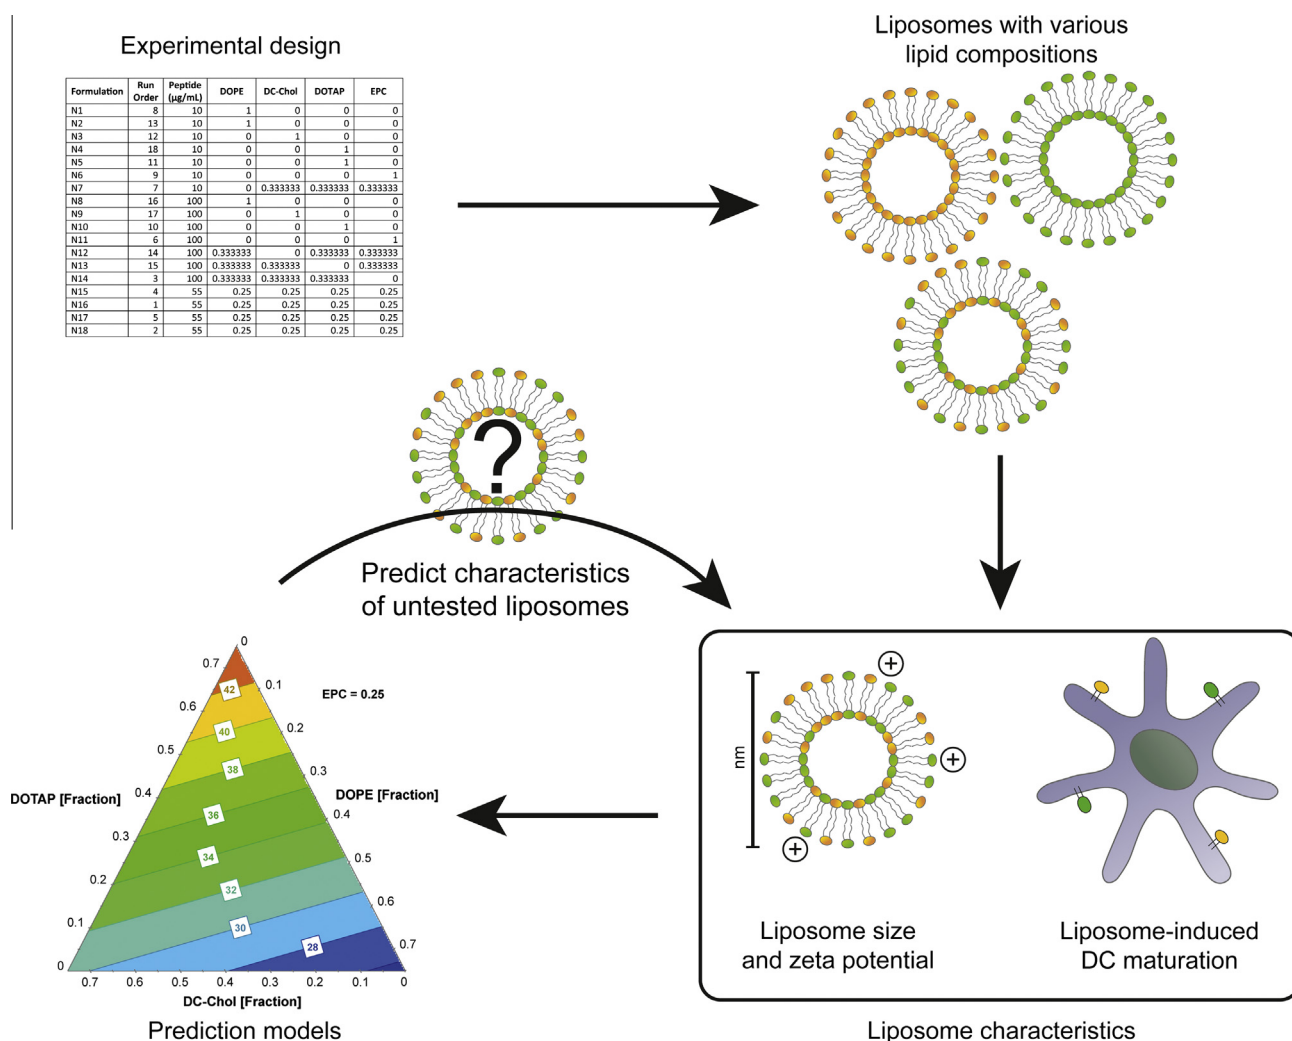 Experimental design
Formulation Run Order Peptide (µg/mL) DOPE DC-Chol DOTAP EPC
N1 8 10 1 0 0 0
N2 13 10 1 0 0 0
N3 12 10 0 1 0 0
N4 18 10 0 0 1 0
N5 11 10 0 0 1 0
N6 9 10 0 0 0 1
N7 7 10 0 0.333333 0.333333 0.333333
N8 16 100 1 0 0 0
N9 17 100 0 1 0 0
N10 10 100 0 0 1 0
N11 6 100 0 0 0 1
N12 14 100 0.333333 0 0.333333 0.333333
N13 15 100 0.333333 0.333333 0 0.333333
N14 3 100 0.333333 0.333333 0.333333 0
N15 4 55 0.25 0.25 0.25 0.25
N16 1 55 0.25 0.25 0.25 0.25
N17 5 55 0.25 0.25 0.25 0.25
N18 2 55 0.25 0.25 0.25 0.25
Liposomes with various
lipid compositions
?
Predict characteristics
of untested liposomes
EPC = 0.25
DOTAP [Fraction]
0.7
0.6
0.5
0.4
0.3
0.2
0.1
0
DOPE [Fraction]
0
0.1
0.2
0.3
0.4
0.5
0.6
0.7
42
40
38
36
34
32
30
28
0.7 0.6 0.5 0.4 0.3 0.2 0.1 0
DC-Chol [Fraction]
Prediction models
nm
+
+
+
Liposome size
and zeta potential
Liposome-induced
DC maturation
Liposome characteristics